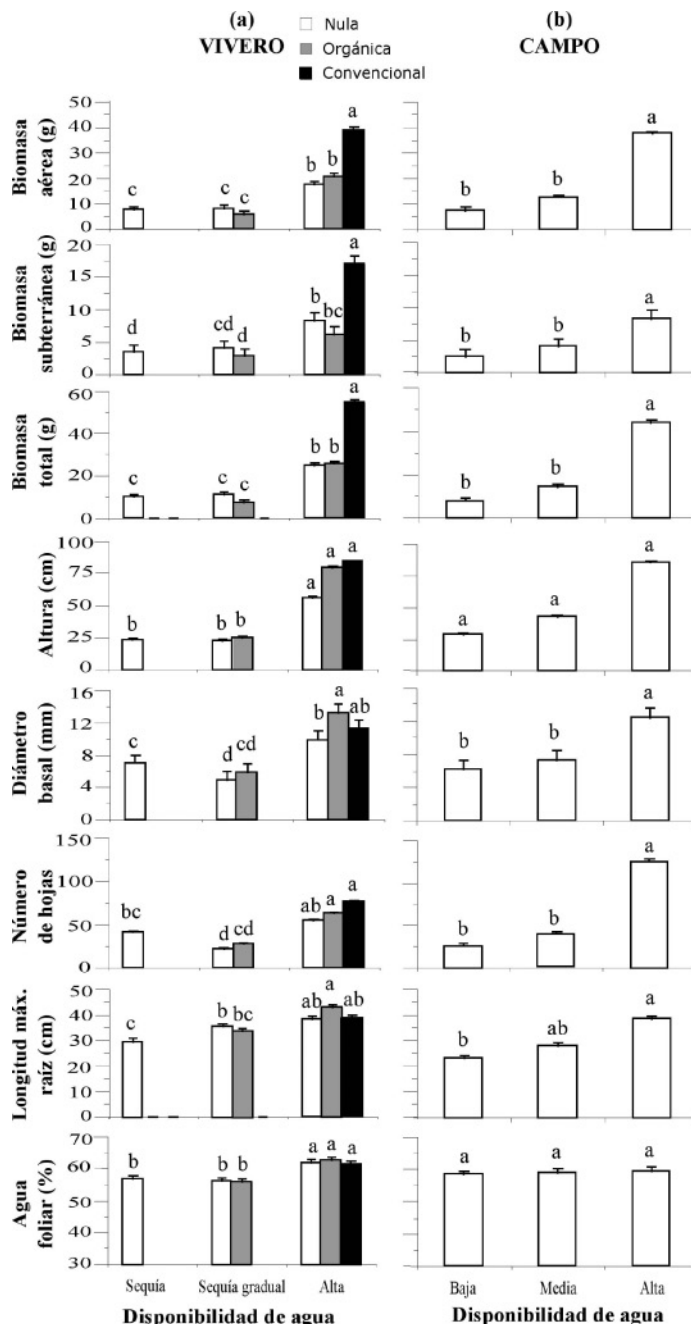 (a)
VIVERO
Nula
Orgánica
Convencional
(b)
CAMPO
Biomasa
aérea (g)
50
40
30
20
10
0
c
c
c
b
b
a
b
b
a
Biomasa
subterránea (g)
20
15
10
5
0
d
cd
d
b
bc
a
b
b
a
Biomasa
total (g)
60
40
20
0
c
c
c
b
b
a
b
b
a
Altura (cm)
100
75
50
25
0
b
b
b
a
a
a
a
a
a
Diámetro
basal (mm)
16
12
8
4
0
c
d
cd
b
a
ab
b
b
a
Número
de hojas
150
100
50
0
bc
d
cd
ab
a
a
b
b
a
Longitud máx.
raíz (cm)
50
40
30
20
10
0
c
b
bc
ab
a
ab
b
ab
a
Agua
foliar (%)
70
60
50
40
30
b
b
b
a
a
a
a
a
a
Sequía
Sequía gradual
Alta
Baja
Media
Alta
Disponibilidad de agua
Disponibilidad de agua